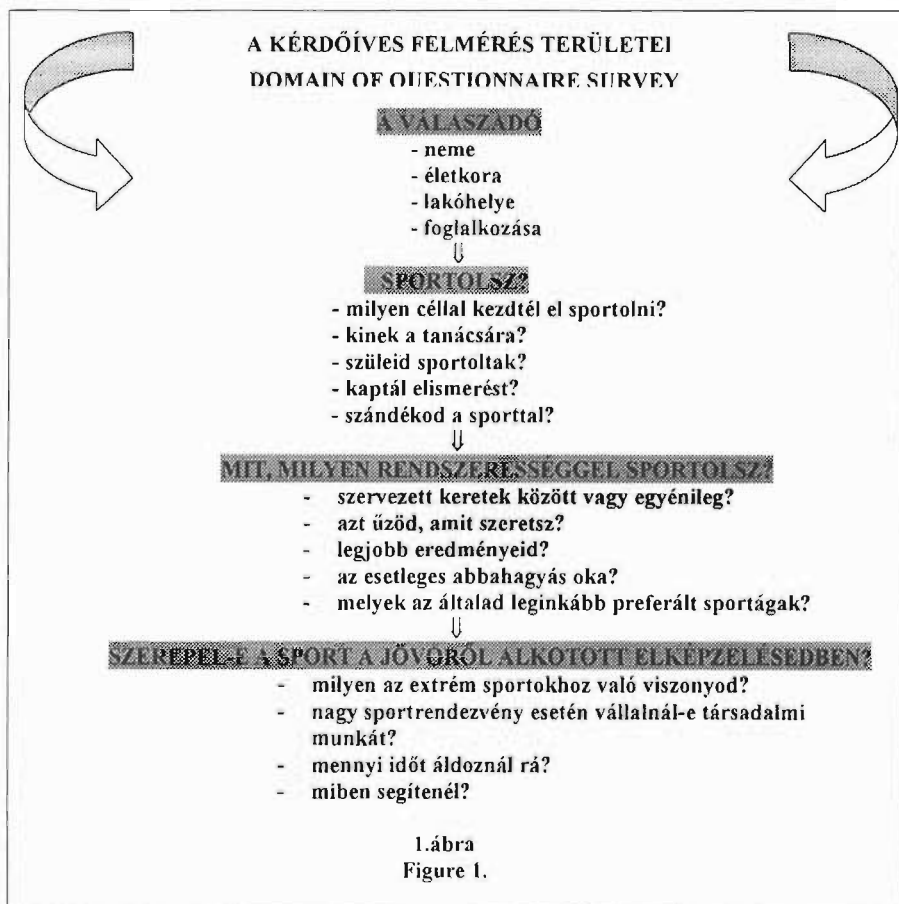 A KÉRDŐÍVES FELMÉRÉS TERÜLETEI
DOMAIN OF QUESTIONNAIRE SURVEY
A VÁLASZADÓ
- neme
- életkora
- lakóhelye
- foglalkozása
⇓
SPORTOLSZ?
- milyen céllal kezdtél el sportolni?
- kinek a tanácsára?
- szüleid sportoltak?
- kaptál elismerést?
- szándékod a sporttal?
⇓
MIT, MILYEN RENDSZERESSÉGGEL SPORTOLSZ?
- szervezett keretek között vagy egyénileg?
- azt űzöd, amit szeretsz?
- legjobb eredményeid?
- az esetleges abbahagyás oka?
- melyek az általad leginkább preferált sportágak?
⇓
SZEREPEL-E A SPORT A JÖVŐRŐL ALKOTOTT ELKÉPZELÉSEDBEN?
- milyen az extrém sportokhoz való viszonyod?
- nagy sportrendezvény esetén vállalnál-e társadalmi
munkát?
- mennyi időt áldoznál rá?
- miben segítenél?
1.ábra
Figure 1.